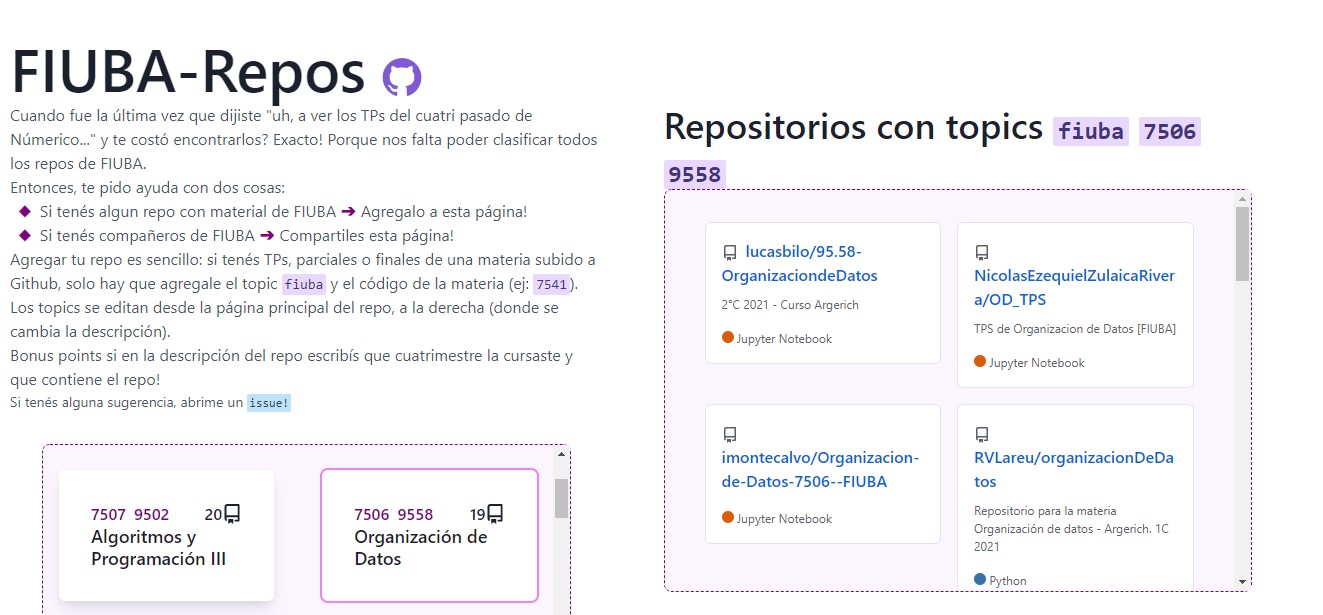 FIUBA-Repos
Cuando fue la última vez que dijiste "uh, a ver los TPs del cuatri pasado de
Númerico..." y te costó encontrarlos? Exacto! Porque nos falta poder clasificar todos
los repos de FIUBA.
Entonces, te pido ayuda con dos cosas:
◆ Si tenés algun repo con material de FIUBA ➔ Agregalo a esta página!
◆ Si tenés compañeros de FIUBA ➔ Compartiles esta página!
Agregar tu repo es sencillo: si tenés TPs, parciales o finales de una materia subido a
Github, solo hay que agregale el topic fiuba y el código de la materia (ej: 7541).
Los topics se editan desde la página principal del repo, a la derecha (donde se
cambia la descripción).
Bonus points si en la descripción del repo escribís que cuatrimestre la cursaste y
que contiene el repo!
Si tenés alguna sugerencia, abrime un issue!
7507 9502 20
Algoritmos y
Programación III
7506 9558 19
Organización de
Datos
Repositorios con topics fiuba 7506
9558
lucasbilo/95.58-
OrganizaciondeDatos
2°C 2021 - Curso Argerich
Jupyter Notebook
NicolasEzequielZulaicaRiver
a/OD_TPS
TPS de Organizacion de Datos [FIUBA]
Jupyter Notebook
imontecalvo/Organizacion-
de-Datos-7506--FIUBA
Jupyter Notebook
RVLareu/organizacionDeDa
tos
Repositorio para la materia
Organización de datos - Argerich. 1C
2021
Python